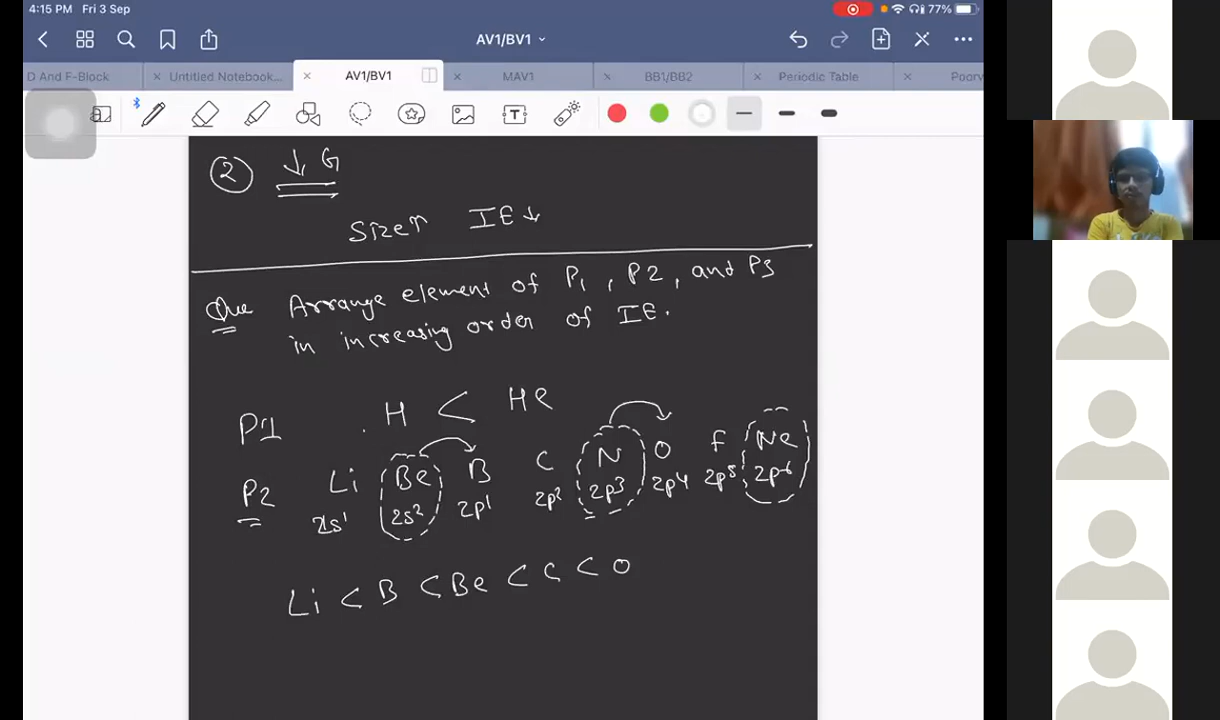 4:15 PM Fri 3 Sep
77%
AV1/BV1
D And F-Block
Untitled Notebook...
AV1/BV1
MAV1
BB1/BB2
Periodic Table
Poorv
② ↓ G
Size↑ IE↓
Que Arrange element of P1, P2, and P3
in increasing order of IE.
P1 H < He
P2 Li Be B C N O F Ne
2s¹ 2s² 2p¹ 2p² 2p³ 2p⁴ 2p⁵ 2p⁶
Li < B < Be < C < O